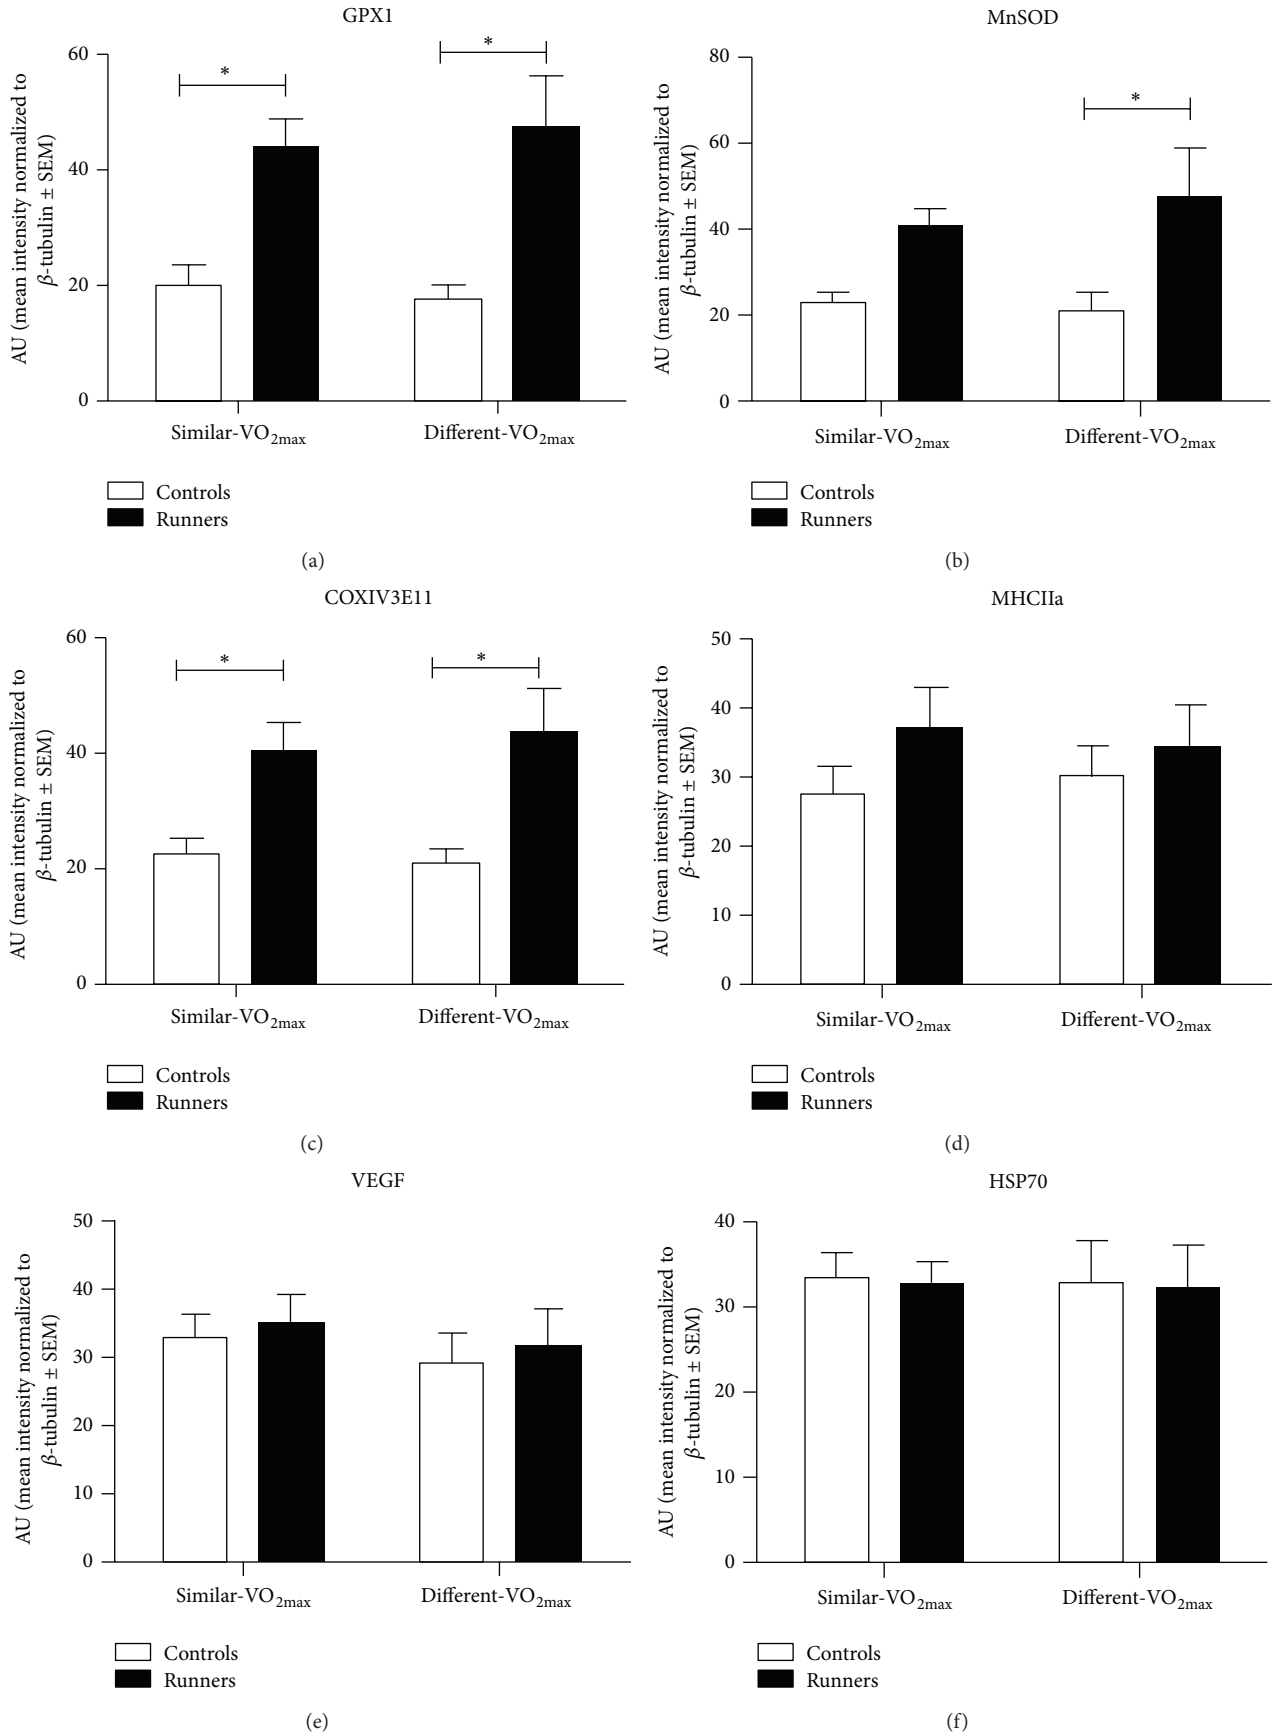 GPX1
60
40
20
0
AU (mean intensity normalized to
β-tubulin ± SEM)
*
*
Similar-VO2max
Different-VO2max
Controls
Runners
(a)
MnSOD
80
60
40
20
0
AU (mean intensity normalized to
β-tubulin ± SEM)
*
Similar-VO2max
Different-VO2max
Controls
Runners
(b)
COXIV3E11
60
40
20
0
AU (mean intensity normalized to
β-tubulin ± SEM)
*
*
Similar-VO2max
Different-VO2max
Controls
Runners
(c)
MHCIIa
50
40
30
20
10
0
AU (mean intensity normalized to
β-tubulin ± SEM)
Similar-VO2max
Different-VO2max
Controls
Runners
(d)
VEGF
50
40
30
20
10
0
AU (mean intensity normalized to
β-tubulin ± SEM)
Similar-VO2max
Different-VO2max
Controls
Runners
(e)
HSP70
40
30
32
30
0
AU (mean intensity normalized to
β-tubulin ± SEM)
Similar-VO2max
Different-VO2max
Controls
Runners
(f)